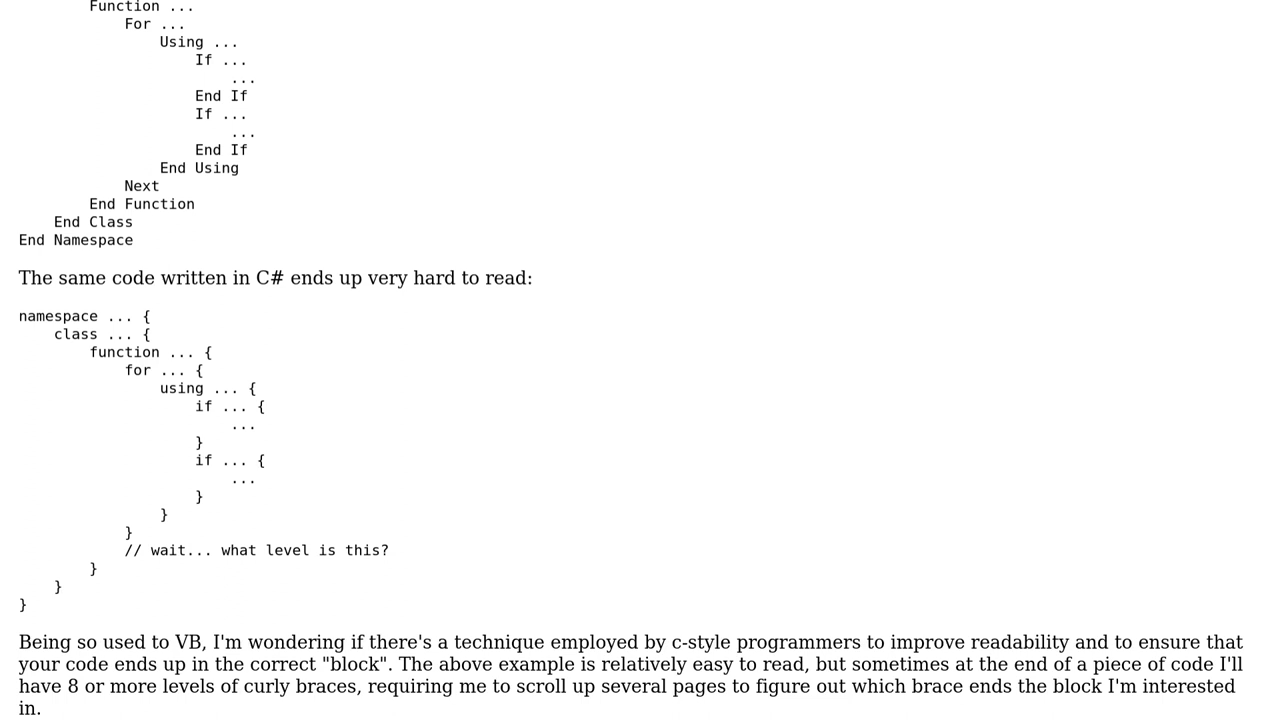 Function ...
            For ...
                Using ...
                    If ...
                        ...
                    End If
                    If ...
                        ...
                    End If
                End Using
            Next
        End Function
    End Class
End Namespace
The same code written in C# ends up very hard to read:
namespace ... {
    class ... {
        function ... {
            for ... {
                using ... {
                    if ... {
                        ...
                    }
                    if ... {
                        ...
                    }
                }
            }
            // wait... what level is this?
        }
    }
}
Being so used to VB, I'm wondering if there's a technique employed by c-style programmers to improve readability and to ensure that
your code ends up in the correct "block". The above example is relatively easy to read, but sometimes at the end of a piece of code I'll
have 8 or more levels of curly braces, requiring me to scroll up several pages to figure out which brace ends the block I'm interested
in.